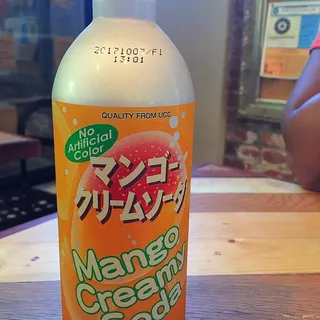 20171007/F1
13:01
QUALITY FROM UCC
No
Artificial
Color
マンゴー
クリームソーダ
Mango
Creamy
Soda